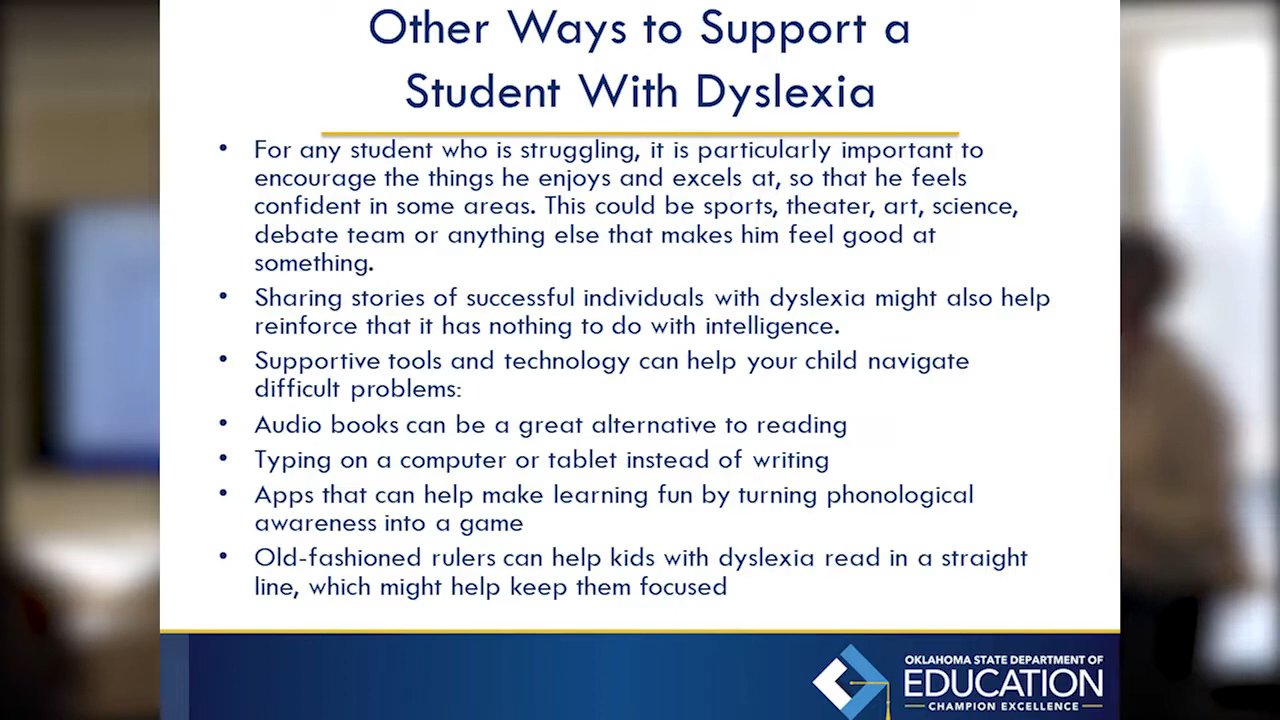 Other Ways to Support a
Student With Dyslexia
• For any student who is struggling, it is particularly important to
encourage the things he enjoys and excels at, so that he feels
confident in some areas. This could be sports, theater, art, science,
debate team or anything else that makes him feel good at
something.
• Sharing stories of successful individuals with dyslexia might also help
reinforce that it has nothing to do with intelligence.
• Supportive tools and technology can help your child navigate
difficult problems:
• Audio books can be a great alternative to reading
• Typing on a computer or tablet instead of writing
• Apps that can help make learning fun by turning phonological
awareness into a game
• Old-fashioned rulers can help kids with dyslexia read in a straight
line, which might help keep them focused
OKLAHOMA STATE DEPARTMENT OF
EDUCATION
CHAMPION EXCELLENCE